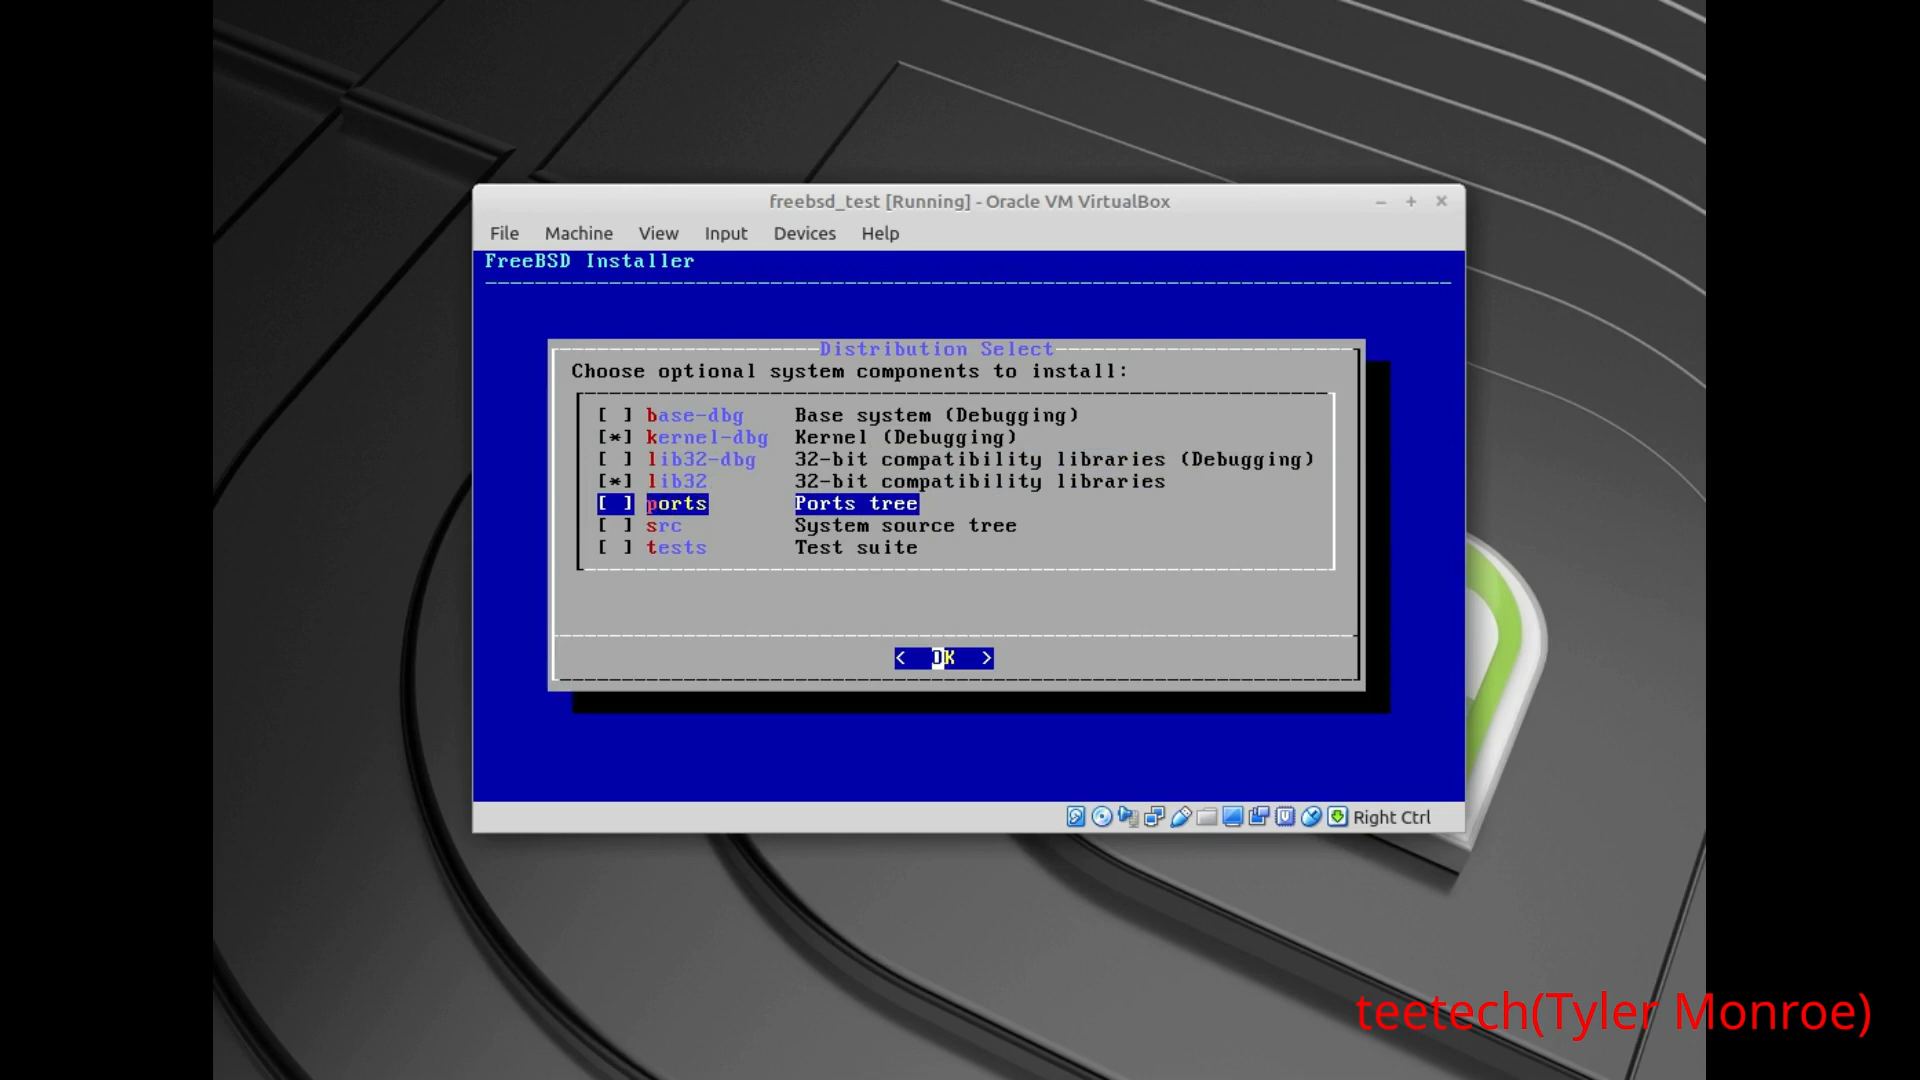 freebsd_test [Running] - Oracle VM VirtualBox
File Machine View Input Devices Help
FreeBSD Installer
Distribution Select
Choose optional system components to install:
[ ] base-dbg Base system (Debugging)
[*] kernel-dbg Kernel (Debugging)
[ ] lib32-dbg 32-bit compatibility libraries (Debugging)
[*] lib32 32-bit compatibility libraries
[ ] ports Ports tree
[ ] src System source tree
[ ] tests Test suite
< OK >
Right Ctrl
teetech(Tyler Monroe)